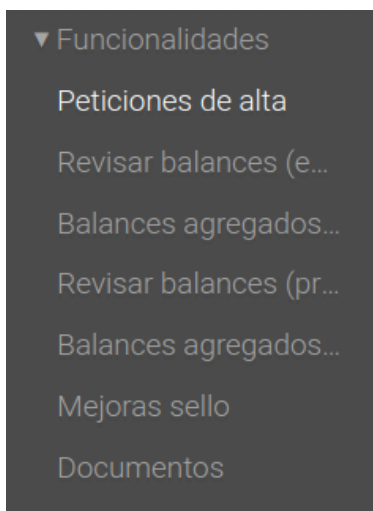 ▼ Funcionalidades
Peticiones de alta
Revisar balances (e...
Balances agregados...
Revisar balances (pr...
Balances agregados...
Mejoras sello
Documentos